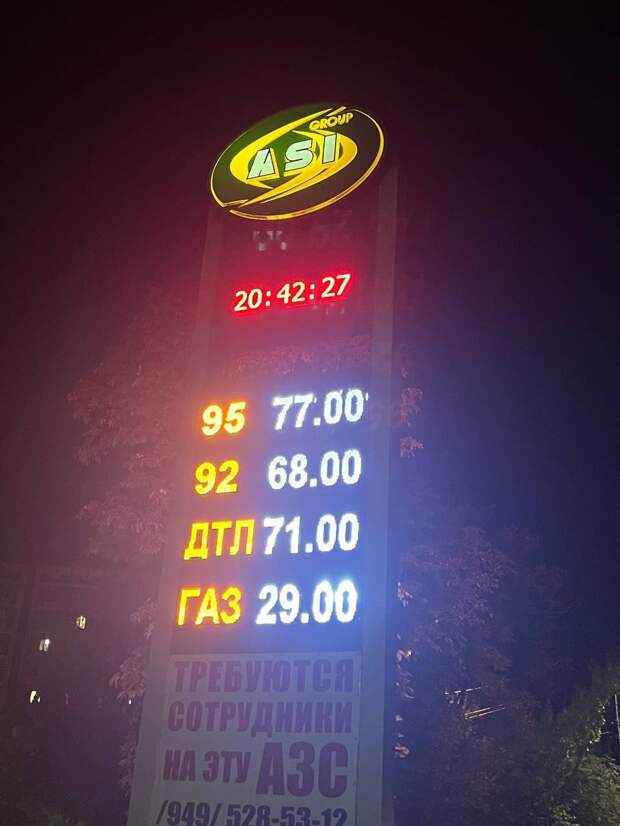 GROUP
ASI
20:42:27
95 77.00
92 68.00
ДТЛ 71.00
ГАЗ 29.00
ТРЕБУЮТСЯ
СОТРУДНИКИ
НА ЭТУ АЗС
/949/ 528-53-12